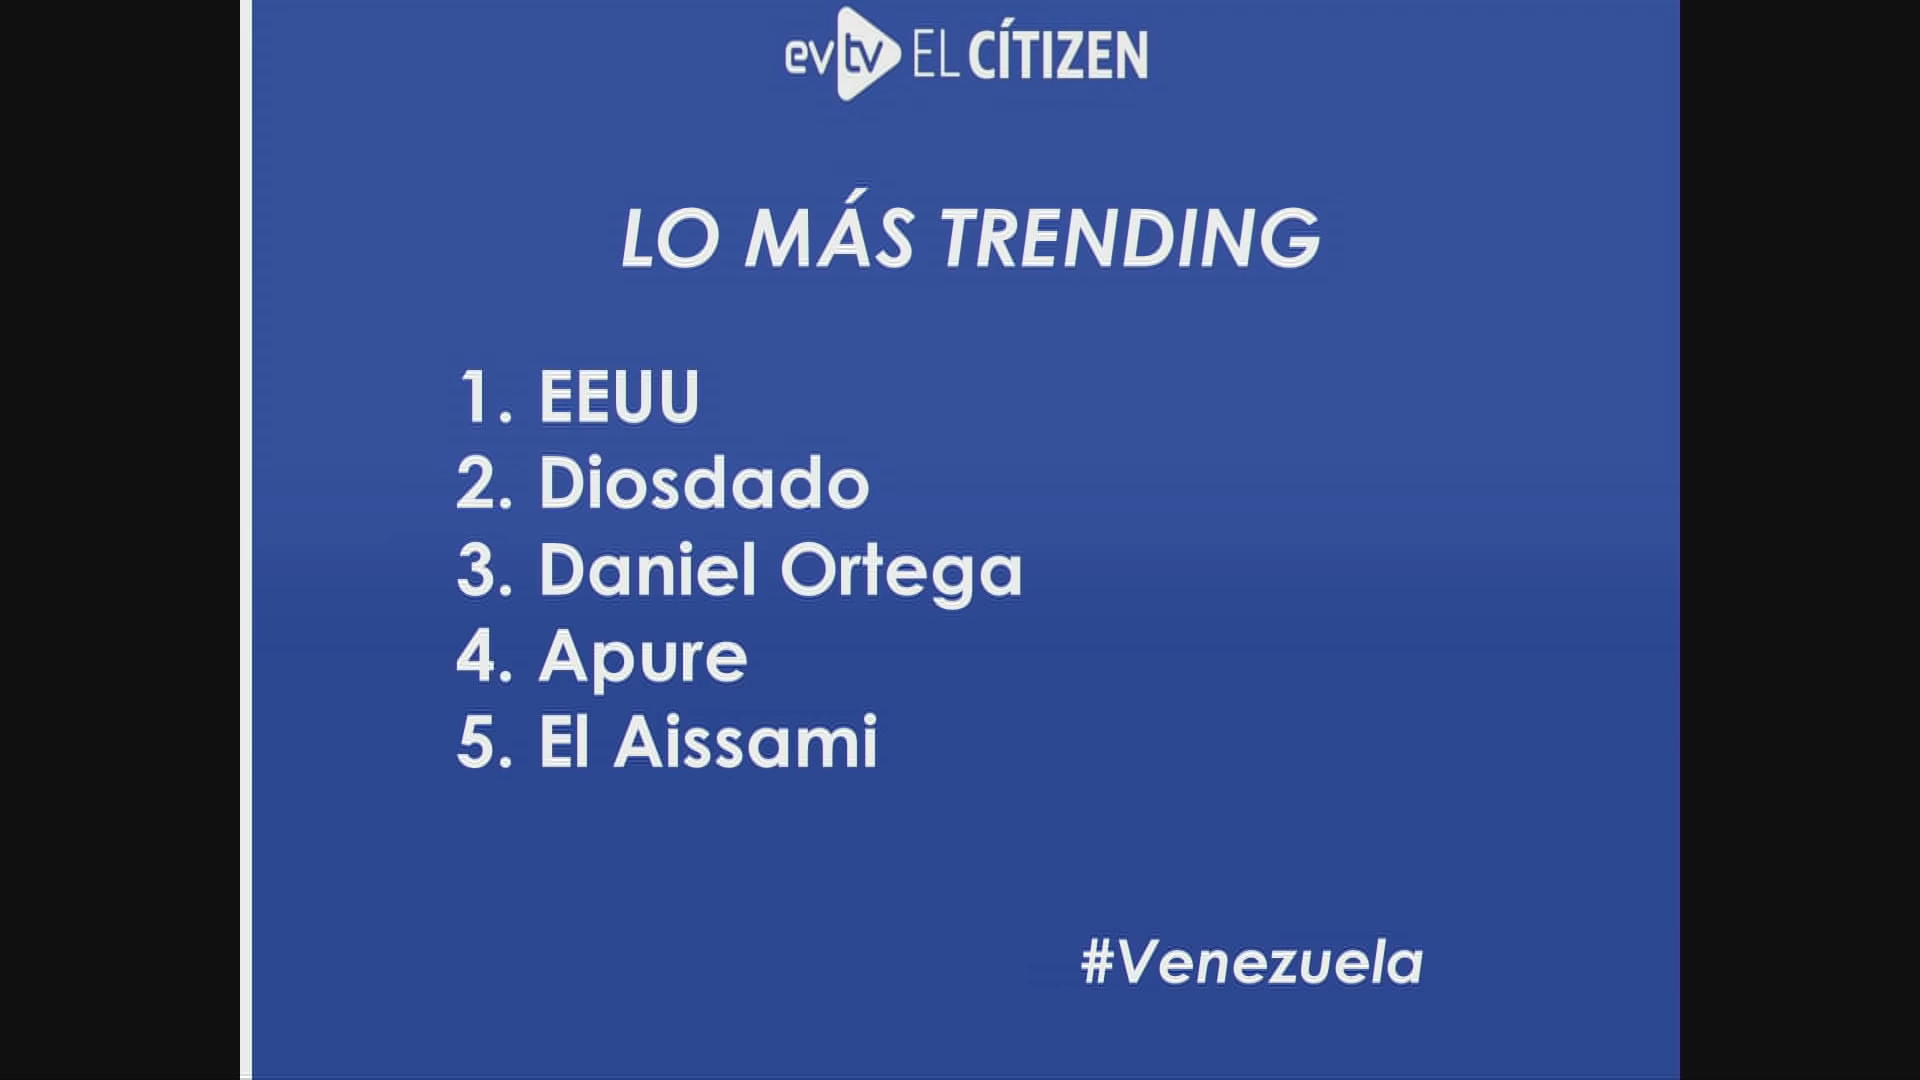 evtv EL CÍTIZEN
LO MÁS TRENDING
1. EEUU
2. Diosdado
3. Daniel Ortega
4. Apure
5. El Aissami
#Venezuela